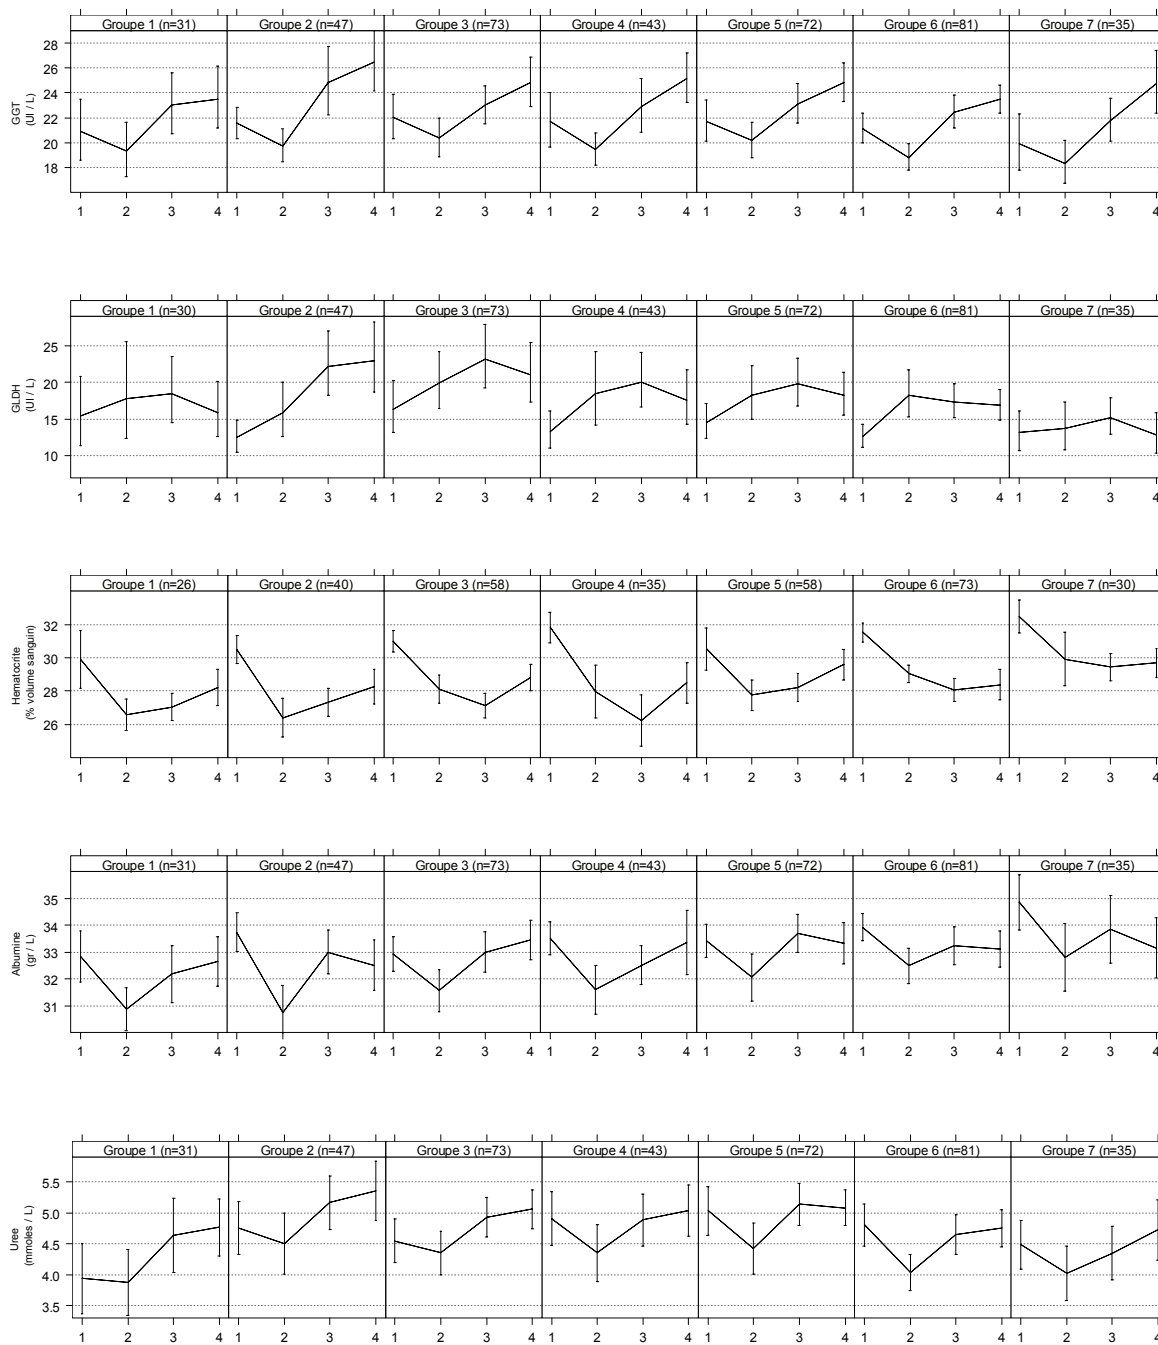 Groupe 1 (n=31) Groupe 2 (n=47) Groupe 3 (n=73) Groupe 4 (n=43) Groupe 5 (n=72) Groupe 6 (n=81) Groupe 7 (n=35)
GGT
(UI / L)
28
26
24
22
20
18
1 2 3 4 1 2 3 4 1 2 3 4 1 2 3 4 1 2 3 4 1 2 3 4 1 2 3 4
Groupe 1 (n=30) Groupe 2 (n=47) Groupe 3 (n=73) Groupe 4 (n=43) Groupe 5 (n=72) Groupe 6 (n=81) Groupe 7 (n=35)
GLDH
(UI / L)
25
20
15
10
1 2 3 4 1 2 3 4 1 2 3 4 1 2 3 4 1 2 3 4 1 2 3 4 1 2 3 4
Groupe 1 (n=26) Groupe 2 (n=40) Groupe 3 (n=58) Groupe 4 (n=35) Groupe 5 (n=58) Groupe 6 (n=73) Groupe 7 (n=30)
Hematocrite
(% volume sanguin)
32
30
28
26
1 2 3 4 1 2 3 4 1 2 3 4 1 2 3 4 1 2 3 4 1 2 3 4 1 2 3 4
Groupe 1 (n=31) Groupe 2 (n=47) Groupe 3 (n=73) Groupe 4 (n=43) Groupe 5 (n=72) Groupe 6 (n=81) Groupe 7 (n=35)
Albumine
(gr / L)
35
34
33
32
31
1 2 3 4 1 2 3 4 1 2 3 4 1 2 3 4 1 2 3 4 1 2 3 4 1 2 3 4
Groupe 1 (n=31) Groupe 2 (n=47) Groupe 3 (n=73) Groupe 4 (n=43) Groupe 5 (n=72) Groupe 6 (n=81) Groupe 7 (n=35)
Uree
(mmoles / L)
5.5
5.0
4.5
4.0
3.5
1 2 3 4 1 2 3 4 1 2 3 4 1 2 3 4 1 2 3 4 1 2 3 4 1 2 3 4